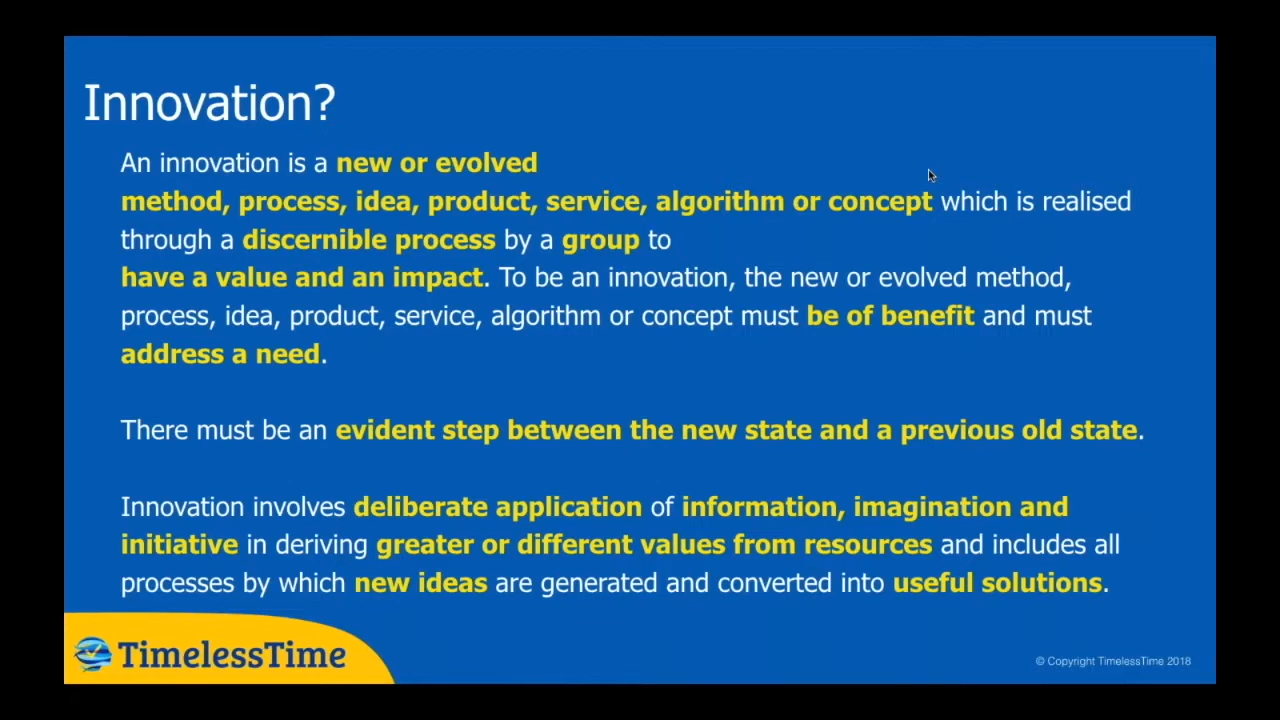 Innovation?
An innovation is a new or evolved
method, process, idea, product, service, algorithm or concept which is realised
through a discernible process by a group to
have a value and an impact. To be an innovation, the new or evolved method,
process, idea, product, service, algorithm or concept must be of benefit and must
address a need.
There must be an evident step between the new state and a previous old state.
Innovation involves deliberate application of information, imagination and
initiative in deriving greater or different values from resources and includes all
processes by which new ideas are generated and converted into useful solutions.
TimelessTime
© Copyright TimelessTime 2018